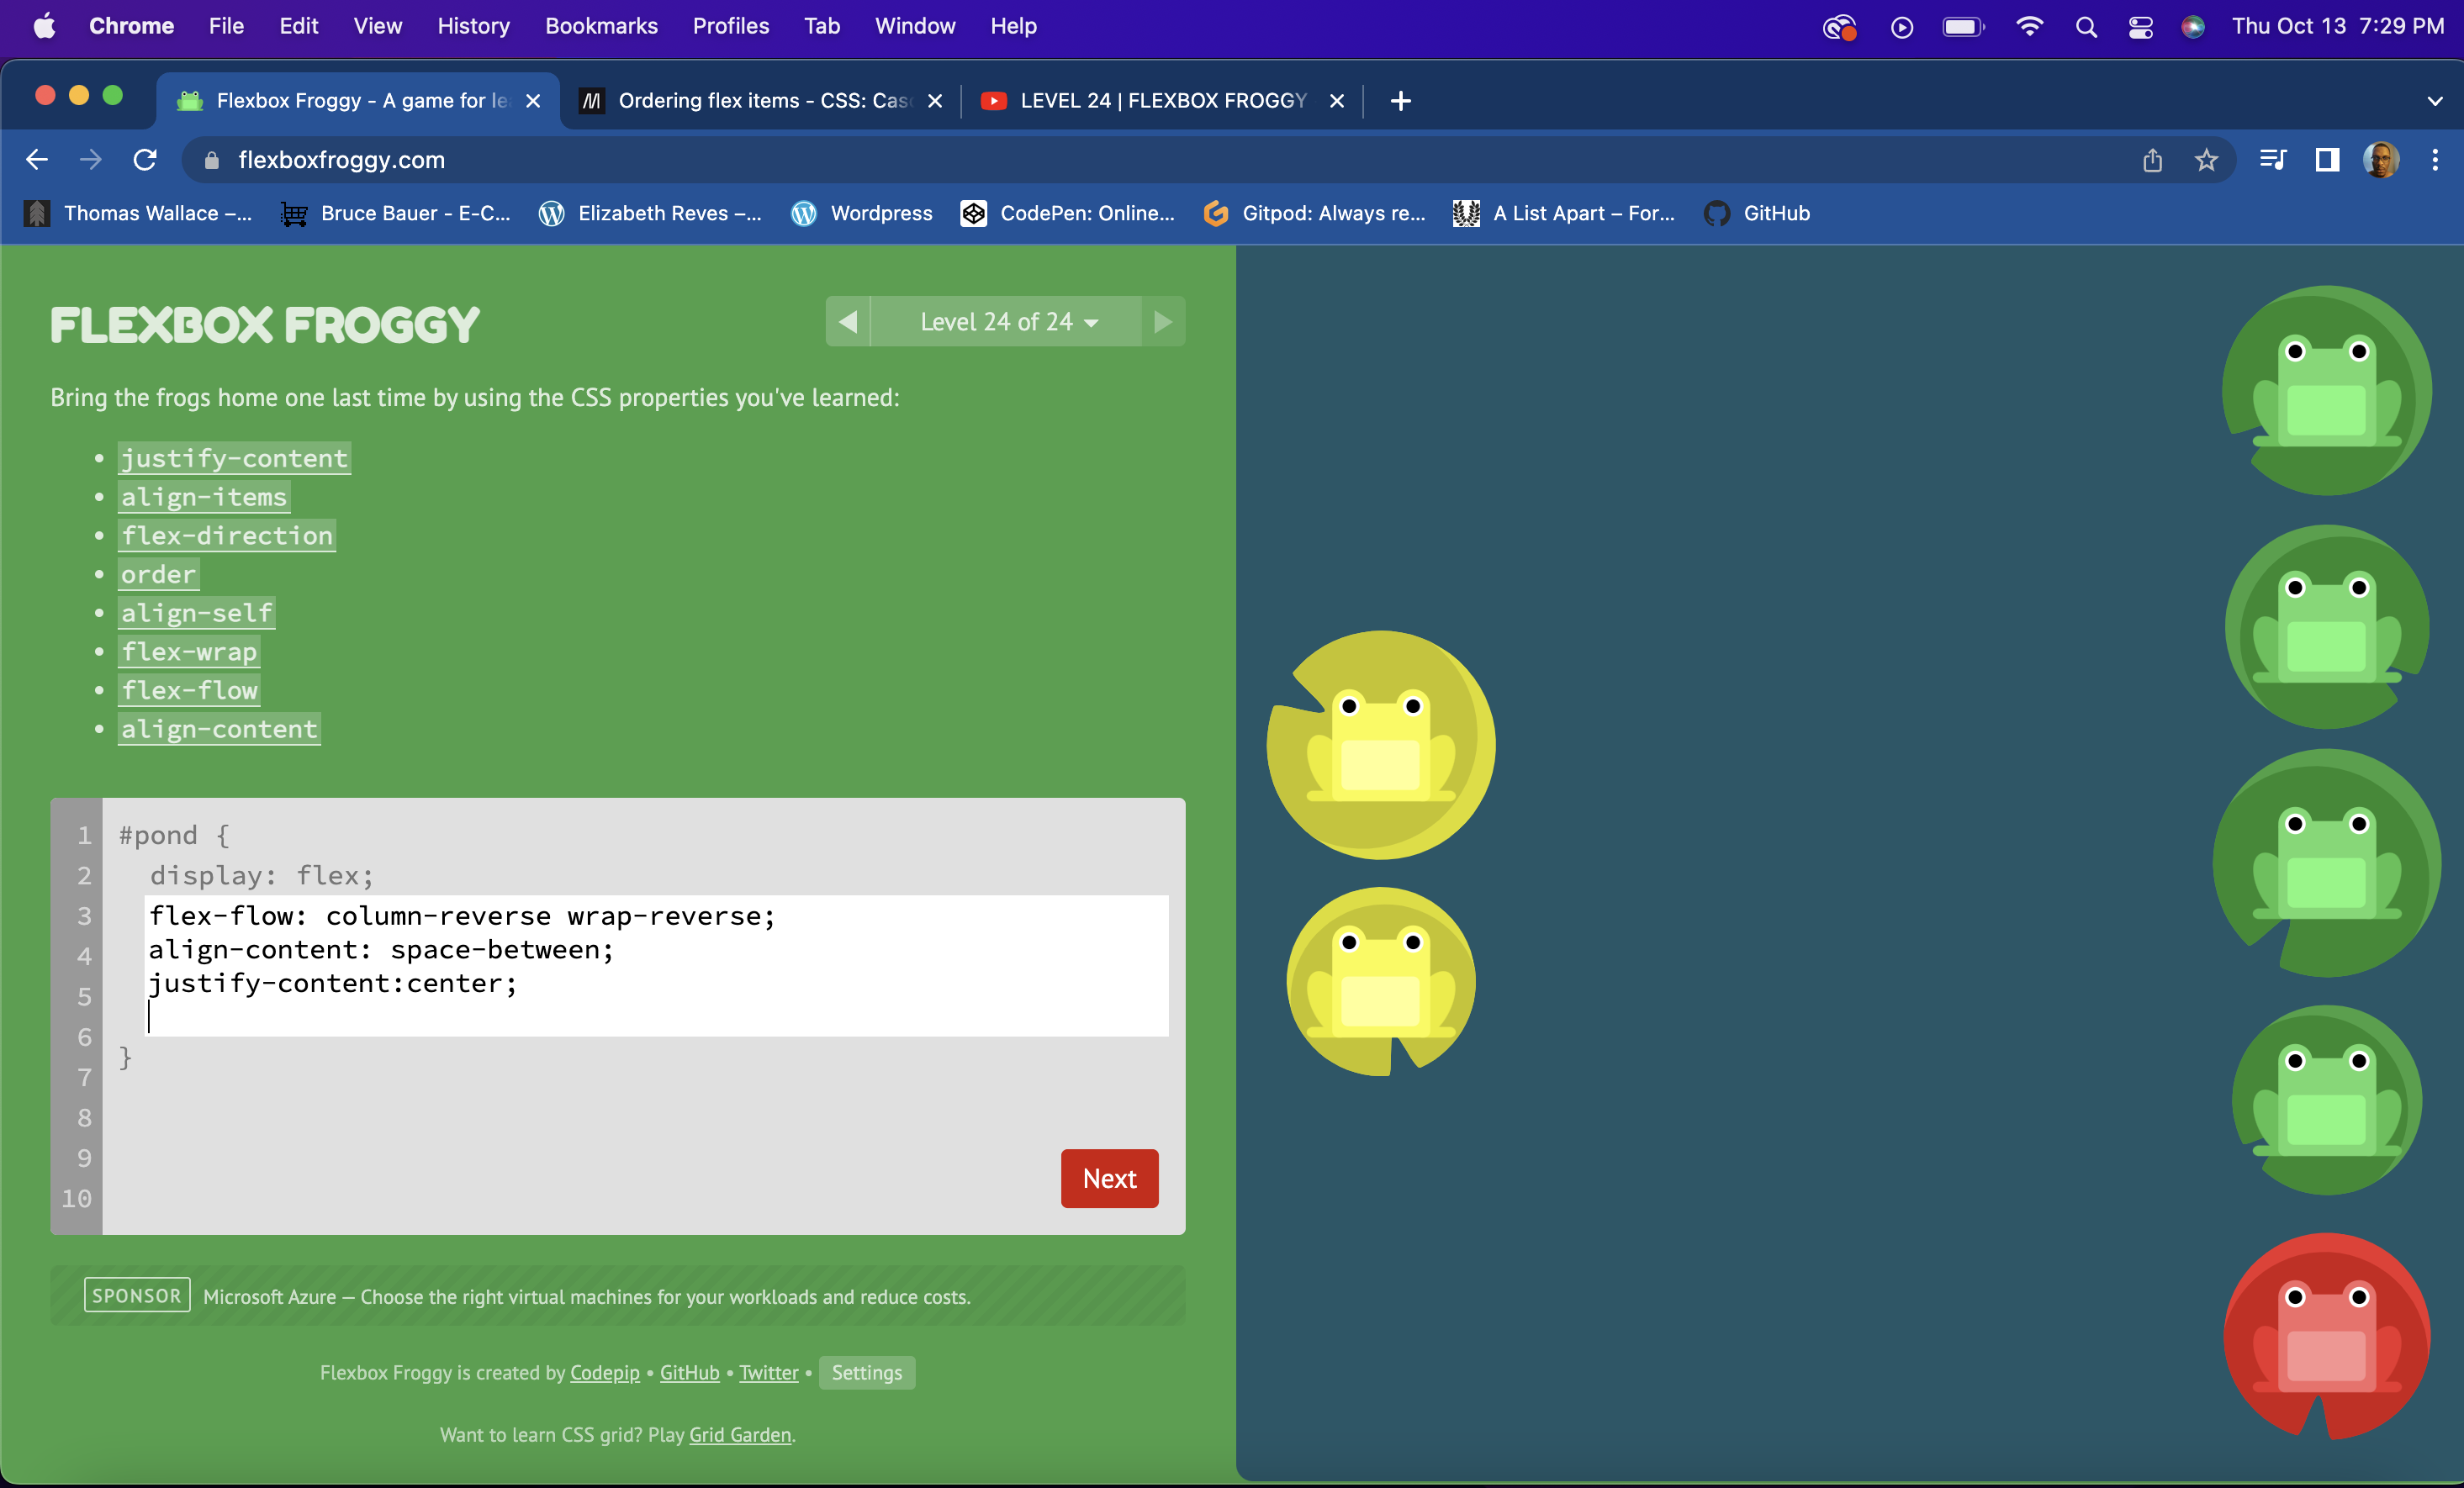 Chrome File Edit View History Bookmarks Profiles Tab Window Help Thu Oct 13 7:29 PM
Flexbox Froggy - A game for le Ordering flex items - CSS: Casc LEVEL 24 | FLEXBOX FROGGY
flexboxfroggy.com
Thomas Wallace –... Bruce Bauer - E-C... Elizabeth Reves –... Wordpress CodePen: Online... Gitpod: Always re... A List Apart – For... GitHub
FLEXBOX FROGGY
Level 24 of 24
Bring the frogs home one last time by using the CSS properties you've learned:
• justify-content
• align-items
• flex-direction
• order
• align-self
• flex-wrap
• flex-flow
• align-content
1 #pond {
2 display: flex;
3 flex-flow: column-reverse wrap-reverse;
4 align-content: space-between;
5 justify-content:center;
6 }
7
8
9
10
Next
SPONSOR Microsoft Azure — Choose the right virtual machines for your workloads and reduce costs.
Flexbox Froggy is created by Codepip • GitHub • Twitter • Settings
Want to learn CSS grid? Play Grid Garden.